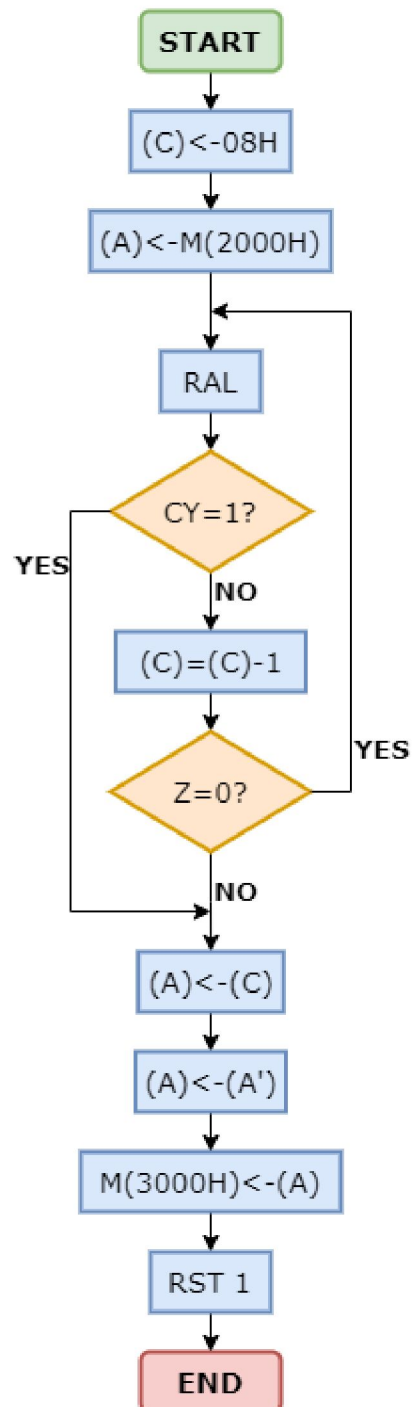 START
(C)<-08H
(A)<-M(2000H)
RAL
CY=1?
YES
NO
(C)=(C)-1
YES
Z=0?
NO
(A)<-(C)
(A)<-(A')
M(3000H)<-(A)
RST 1
END